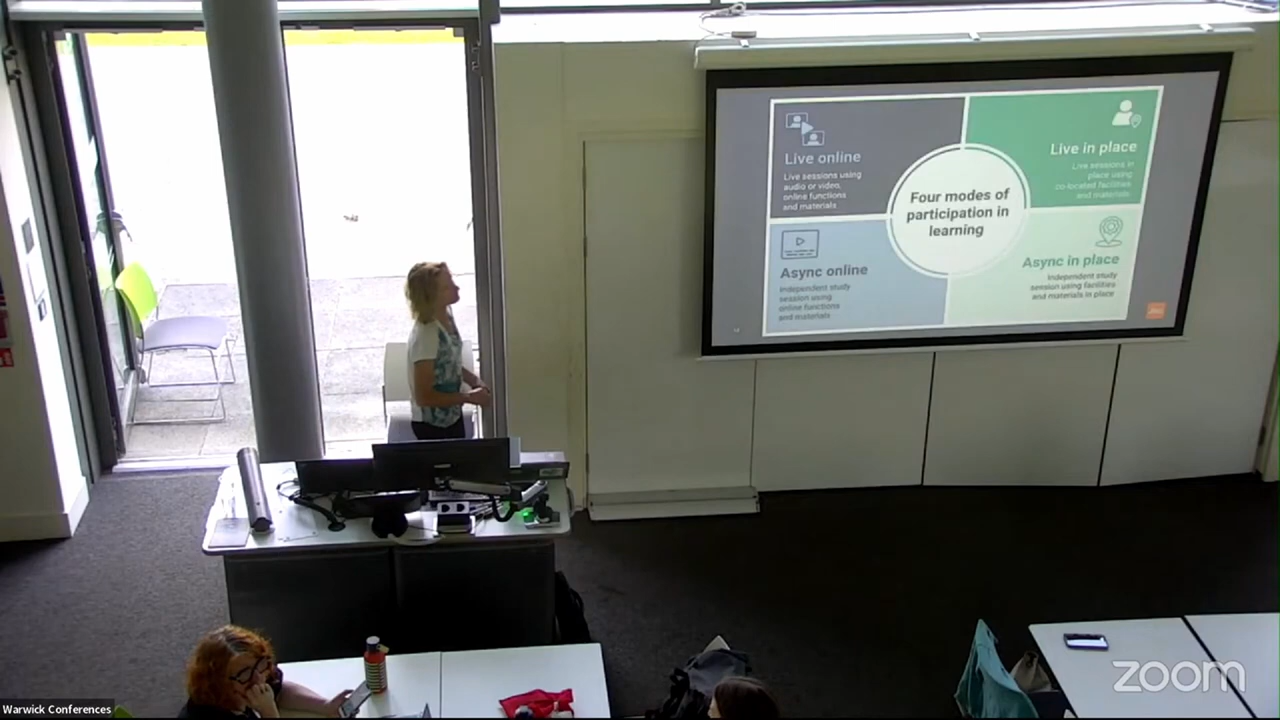 Live online
Live sessions using
audio or video,
online functions
and materials
Live in place
Live sessions in
place using
co-located facilities
and materials
Four modes of
participation in
learning
Async online
Independent study
session using
online functions
and materials
Async in place
Independent study
session using facilities
and materials in place
zoom
Warwick Conferences